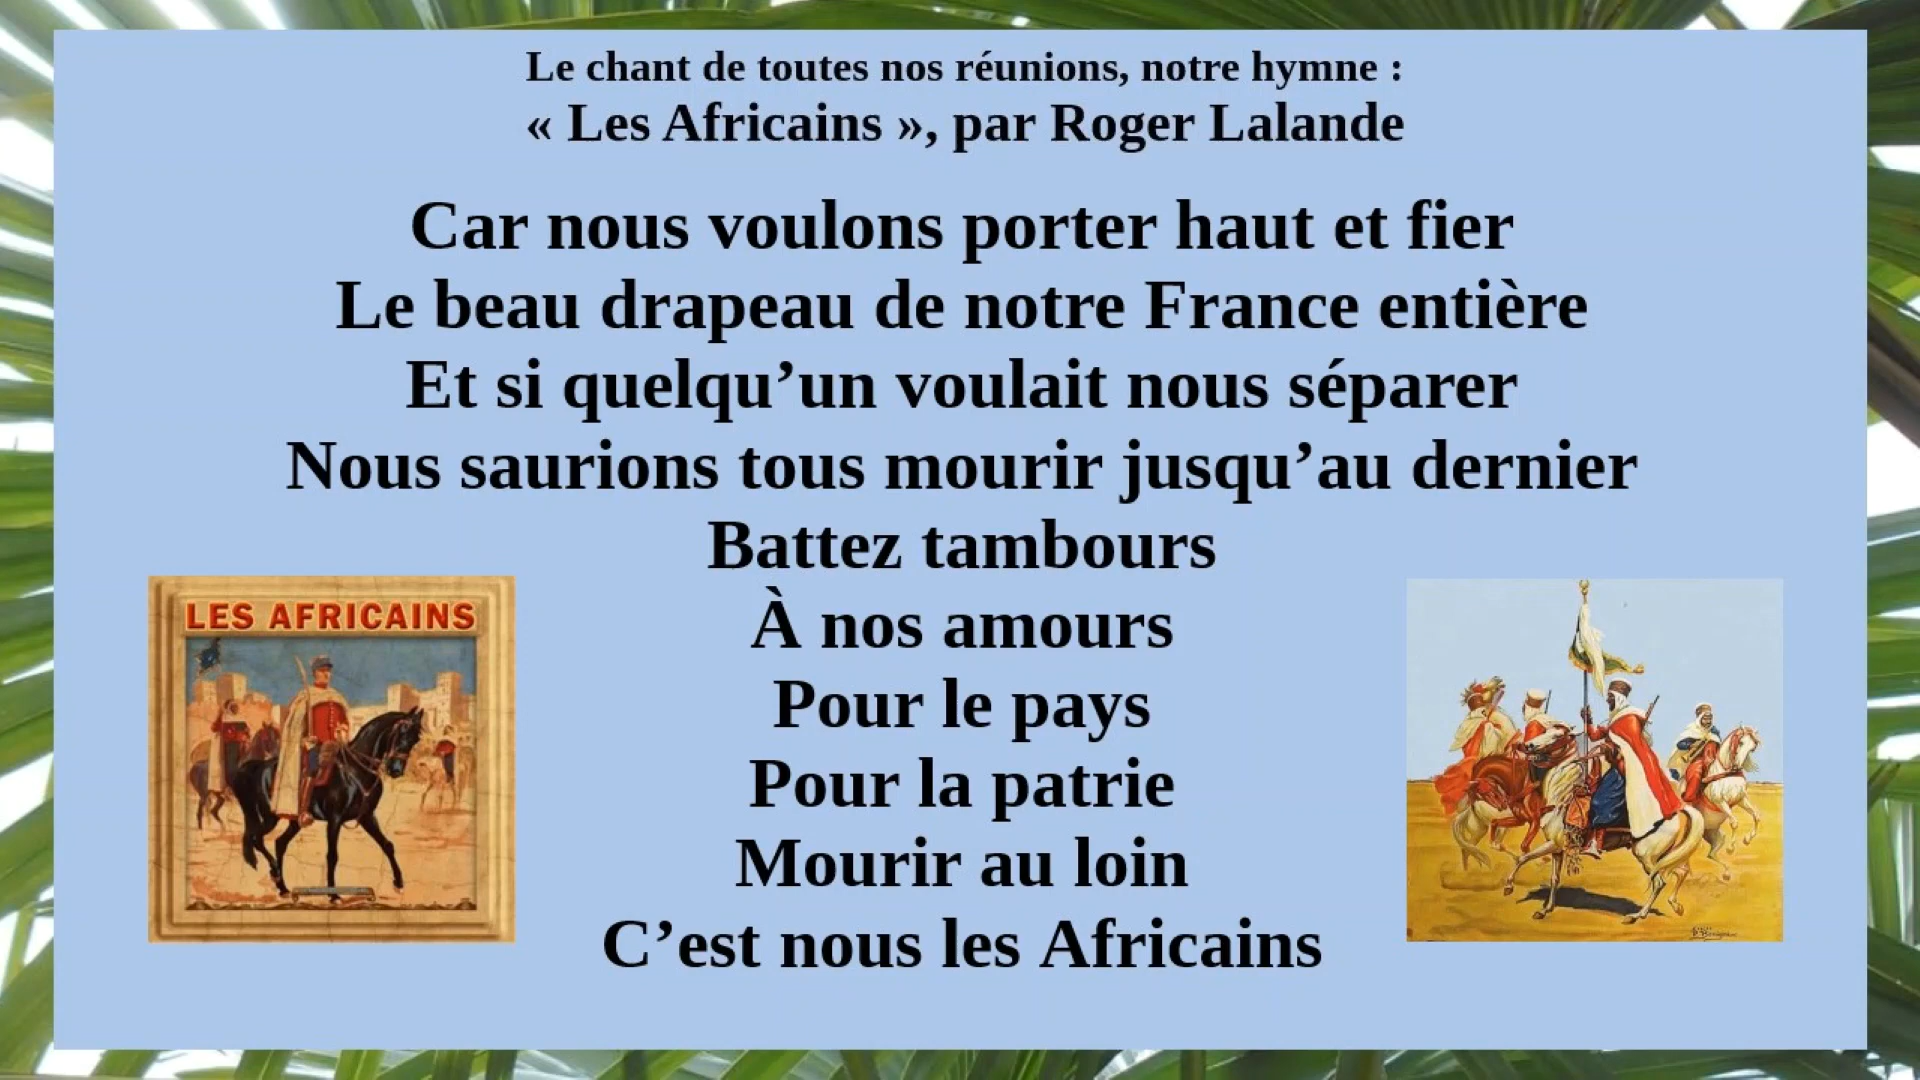 Le chant de toutes nos réunions, notre hymne :
« Les Africains », par Roger Lalande
Car nous voulons porter haut et fier
Le beau drapeau de notre France entière
Et si quelqu’un voulait nous séparer
Nous saurions tous mourir jusqu’au dernier
Battez tambours
À nos amours
Pour le pays
Pour la patrie
Mourir au loin
C’est nous les Africains
LES AFRICAINS